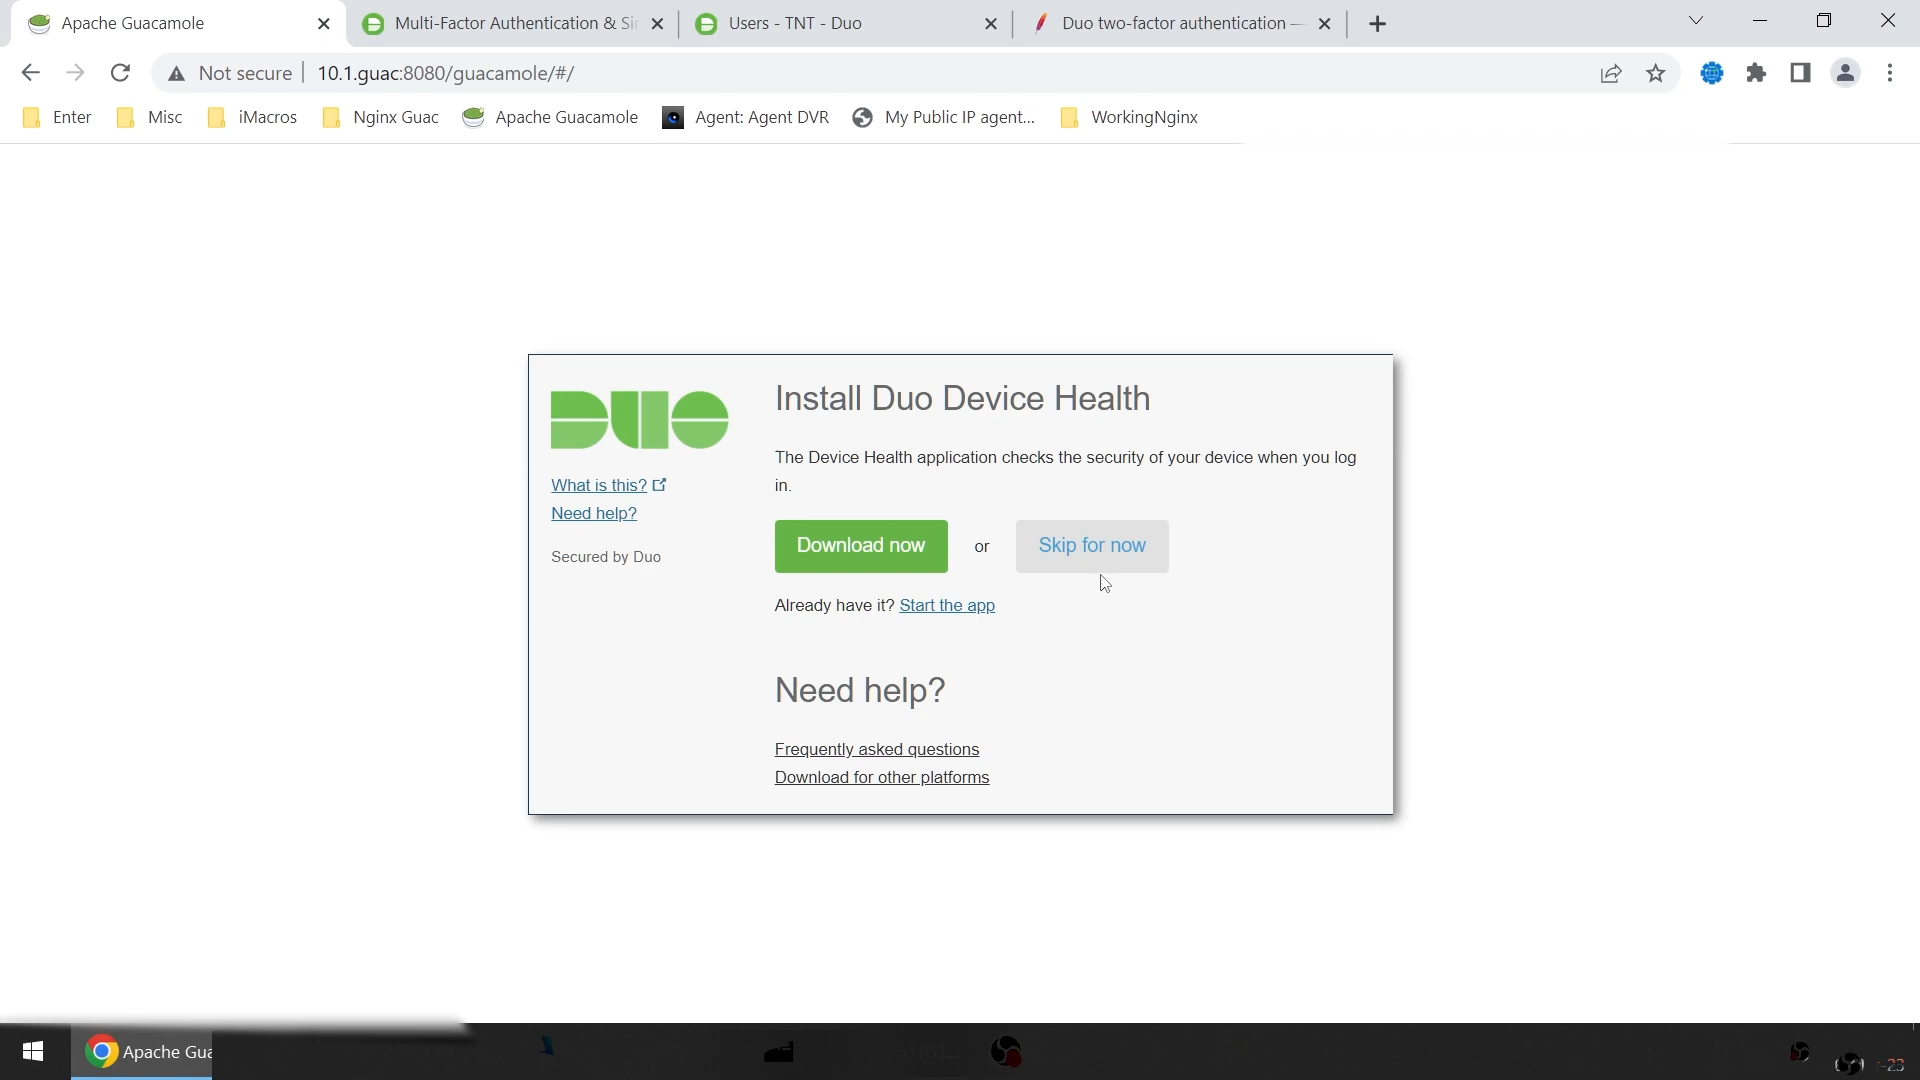 Apache Guacamole
Multi-Factor Authentication & Si
Users - TNT - Duo
Duo two-factor authentication —
Not secure
10.1.guac:8080/guacamole/#/
Enter
Misc
iMacros
Nginx Guac
Apache Guacamole
Agent: Agent DVR
My Public IP agent...
WorkingNginx
DUO
Install Duo Device Health
The Device Health application checks the security of your device when you log
in.
What is this?
Need help?
Secured by Duo
Download now
or
Skip for now
Already have it? Start the app
Need help?
Frequently asked questions
Download for other platforms
Apache Gua